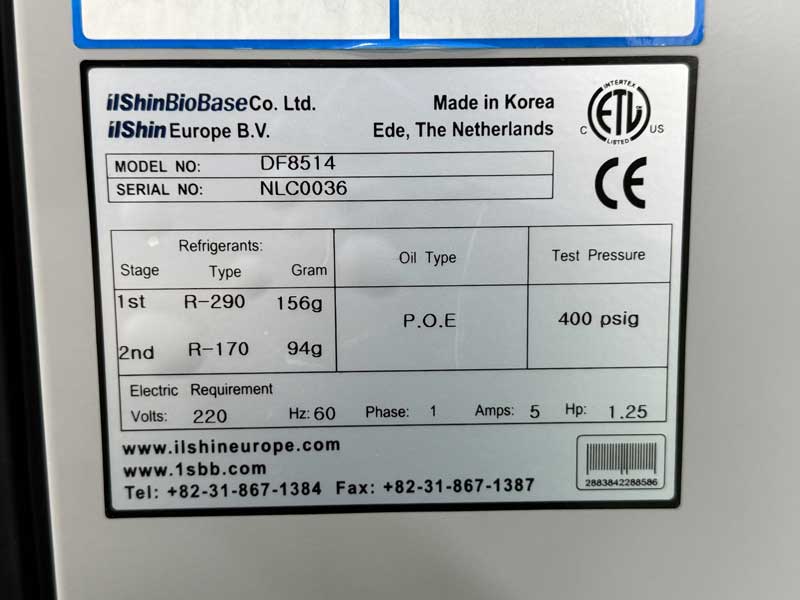 ilShinBioBase Co. Ltd. Made in Korea
ilShin Europe B.V. Ede, The Netherlands
INTERTEK
C ETL US
LISTED
CE
MODEL NO: DF8514
SERIAL NO: NLC0036
Refrigerants:
Stage Type Gram Oil Type Test Pressure
1st R-290 156g P.O.E 400 psig
2nd R-170 94g
Electric Requirement
Volts: 220 Hz: 60 Phase: 1 Amps: 5 Hp: 1.25
www.ilshineurope.com
www.1sbb.com
Tel: +82-31-867-1384 Fax: +82-31-867-1387
2883842288586